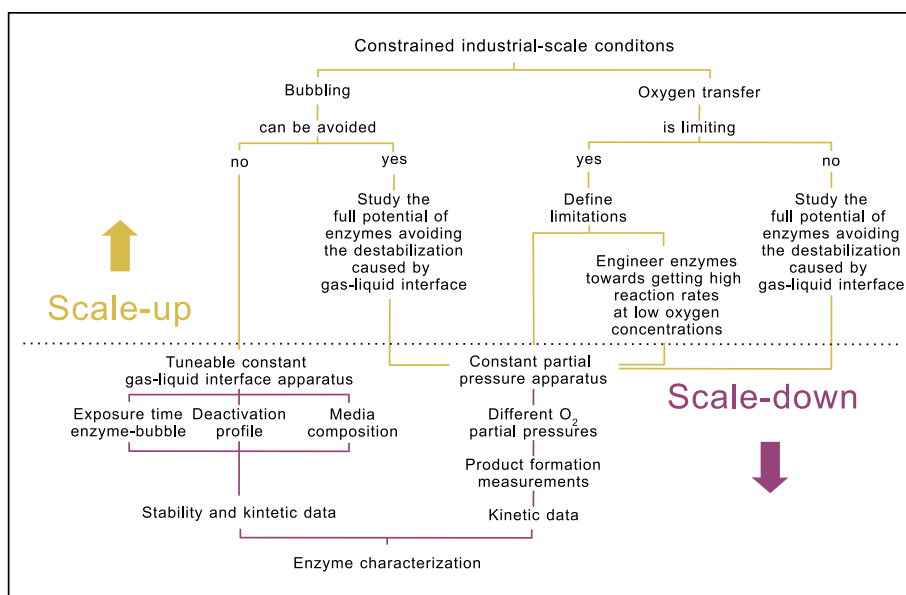 Constrained industrial-scale conditons
Bubbling
Oxygen transfer
can be avoided
is limiting
no
yes
yes
no
Study the
full potential of
enzymes avoiding
the destabilization
caused by
gas-liquid interface
Define
limitations
Study the
full potential of
enzymes avoiding
the destabilization
caused by
gas-liquid interface
Engineer enzymes
towards getting high
reaction rates
at low oxygen
concentrations
Scale-up
Tuneable constant
gas-liquid interface apparatus
Constant partial
pressure apparatus
Scale-down
Exposure time
enzyme-bubble
Deactivation
profile
Media
composition
Different O₂
partial pressures
Product formation
measurements
Stability and kintetic data
Kinetic data
Enzyme characterization